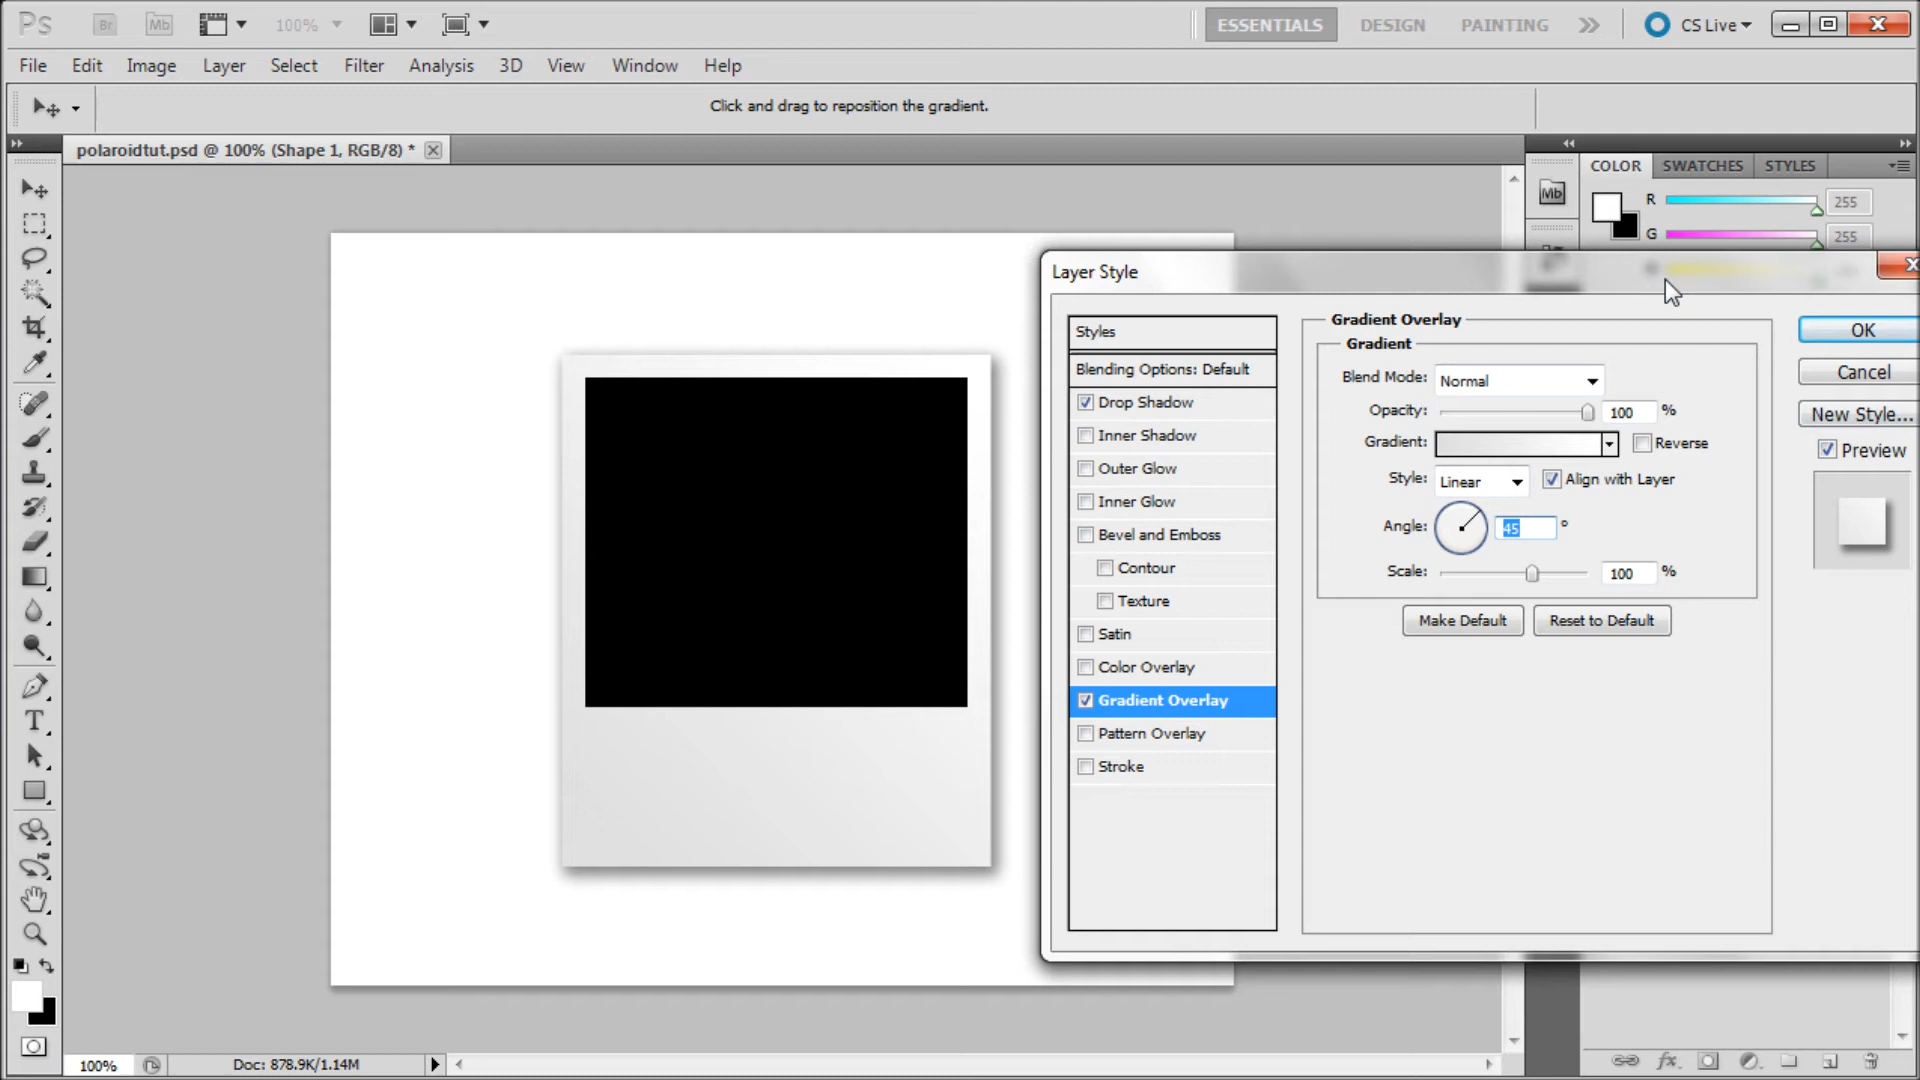 Ps
Br
Mb
100%
ESSENTIALS
DESIGN
PAINTING
CS Live
File Edit Image Layer Select Filter Analysis 3D View Window Help
Click and drag to reposition the gradient.
polaroidtut.psd @ 100% (Shape 1, RGB/8) *
COLOR SWATCHES STYLES
Mb
R 255
G 255
Layer Style
Styles
Blending Options: Default
Drop Shadow
Inner Shadow
Outer Glow
Inner Glow
Bevel and Emboss
Contour
Texture
Satin
Color Overlay
Gradient Overlay
Pattern Overlay
Stroke
Gradient Overlay
Gradient
Blend Mode: Normal
Opacity: 100 %
Gradient: Reverse
Style: Linear Align with Layer
Angle: 45 °
Scale: 100 %
Make Default Reset to Default
OK
Cancel
New Style...
Preview
T
100%
Doc: 878.9K/1.14M
fx.